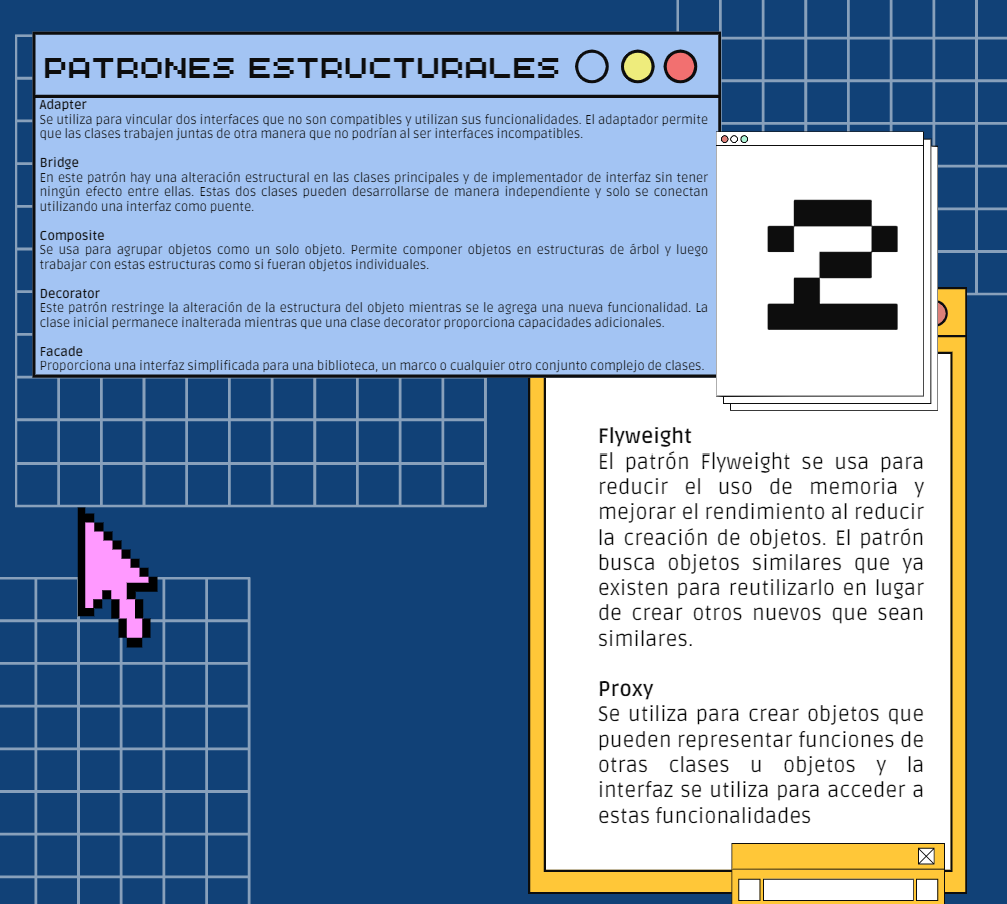 PATRONES ESTRUCTURALES
Adapter
Se utiliza para vincular dos interfaces que no son compatibles y utilizan sus funcionalidades. El adaptador permite
que las clases trabajen juntas de otra manera que no podrían al ser interfaces incompatibles.
Bridge
En este patrón hay una alteración estructural en las clases principales y de implementador de interfaz sin tener
ningún efecto entre ellas. Estas dos clases pueden desarrollarse de manera independiente y solo se conectan
utilizando una interfaz como puente.
Composite
Se usa para agrupar objetos como un solo objeto. Permite componer objetos en estructuras de árbol y luego
trabajar con estas estructuras como si fueran objetos individuales.
Decorator
Este patrón restringe la alteración de la estructura del objeto mientras se le agrega una nueva funcionalidad. La
clase inicial permanece inalterada mientras que una clase decorator proporciona capacidades adicionales.
Facade
Proporciona una interfaz simplificada para una biblioteca, un marco o cualquier otro conjunto complejo de clases.
2
Flyweight
El patrón Flyweight se usa para
reducir el uso de memoria y
mejorar el rendimiento al reducir
la creación de objetos. El patrón
busca objetos similares que ya
existen para reutilizarlo en lugar
de crear otros nuevos que sean
similares.
Proxy
Se utiliza para crear objetos que
pueden representar funciones de
otras clases u objetos y la
interfaz se utiliza para acceder a
estas funcionalidades